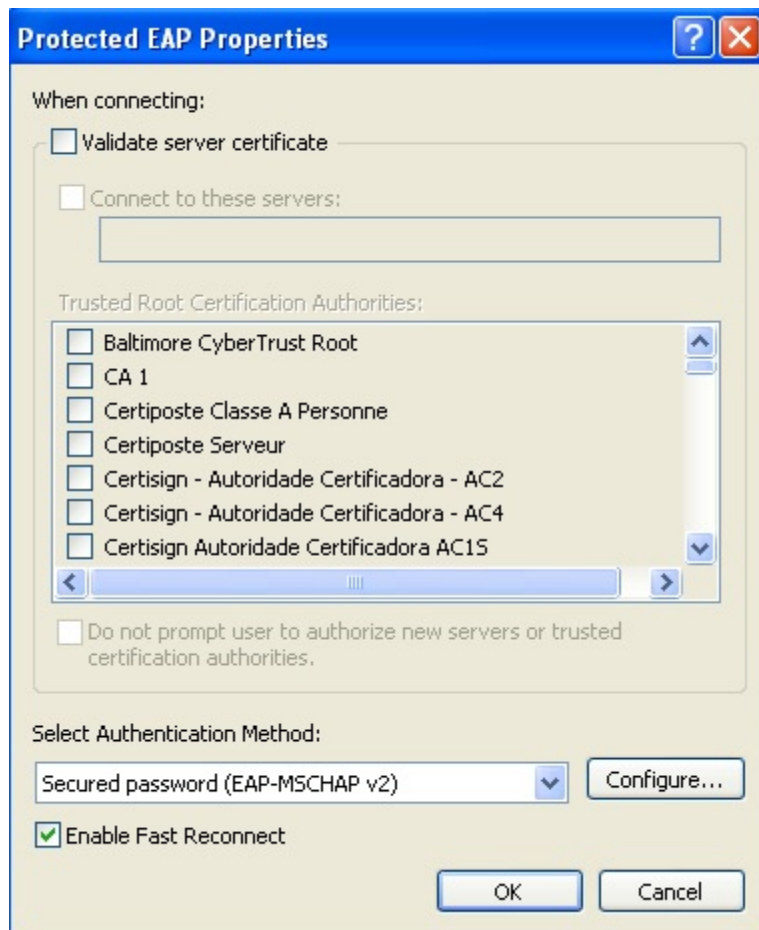 Protected EAP Properties
When connecting:
Validate server certificate
Connect to these servers:
Trusted Root Certification Authorities:
Baltimore CyberTrust Root
CA 1
Certiposte Classe A Personne
Certiposte Serveur
Certisign - Autoridade Certificadora - AC2
Certisign - Autoridade Certificadora - AC4
Certisign Autoridade Certificadora AC1S
Do not prompt user to authorize new servers or trusted
certification authorities.
Select Authentication Method:
Secured password (EAP-MSCHAP v2)
Configure...
Enable Fast Reconnect
OK
Cancel